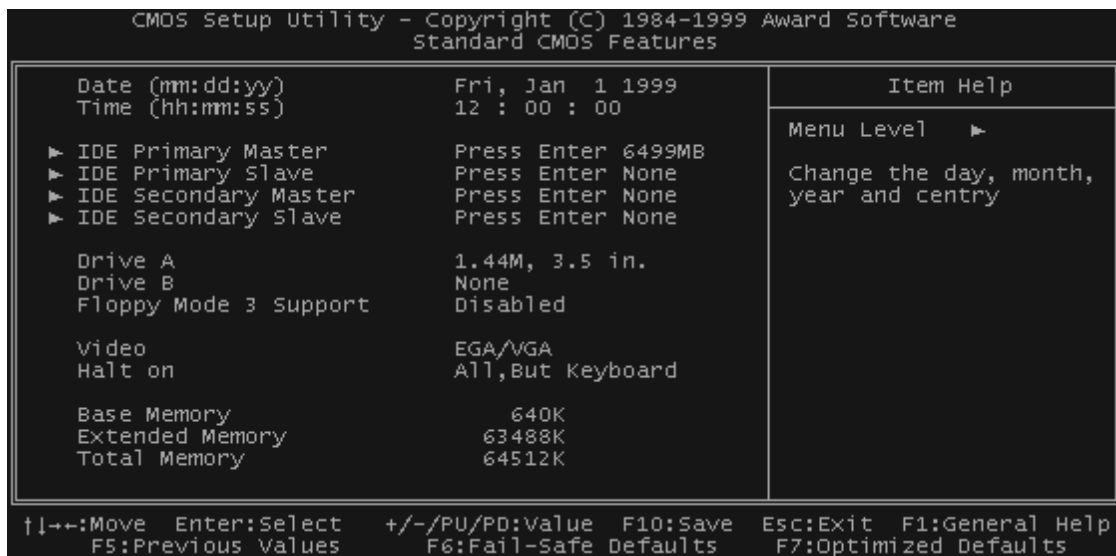 CMOS Setup Utility - Copyright (C) 1984-1999 Award Software
Standard CMOS Features
Date (mm:dd:yy) Fri, Jan 1 1999
Time (hh:mm:ss) 12 : 00 : 00
► IDE Primary Master Press Enter 6499MB
► IDE Primary Slave Press Enter None
► IDE Secondary Master Press Enter None
► IDE Secondary Slave Press Enter None
Drive A 1.44M, 3.5 in.
Drive B None
Floppy Mode 3 Support Disabled
Video EGA/VGA
Halt on All,But Keyboard
Base Memory 640K
Extended Memory 63488K
Total Memory 64512K
Item Help
Menu Level ►
Change the day, month,
year and centry
↑↓→←:Move Enter:Select +/-/PU/PD:Value F10:Save Esc:Exit F1:General Help
F5:Previous Values F6:Fail-Safe Defaults F7:Optimized Defaults